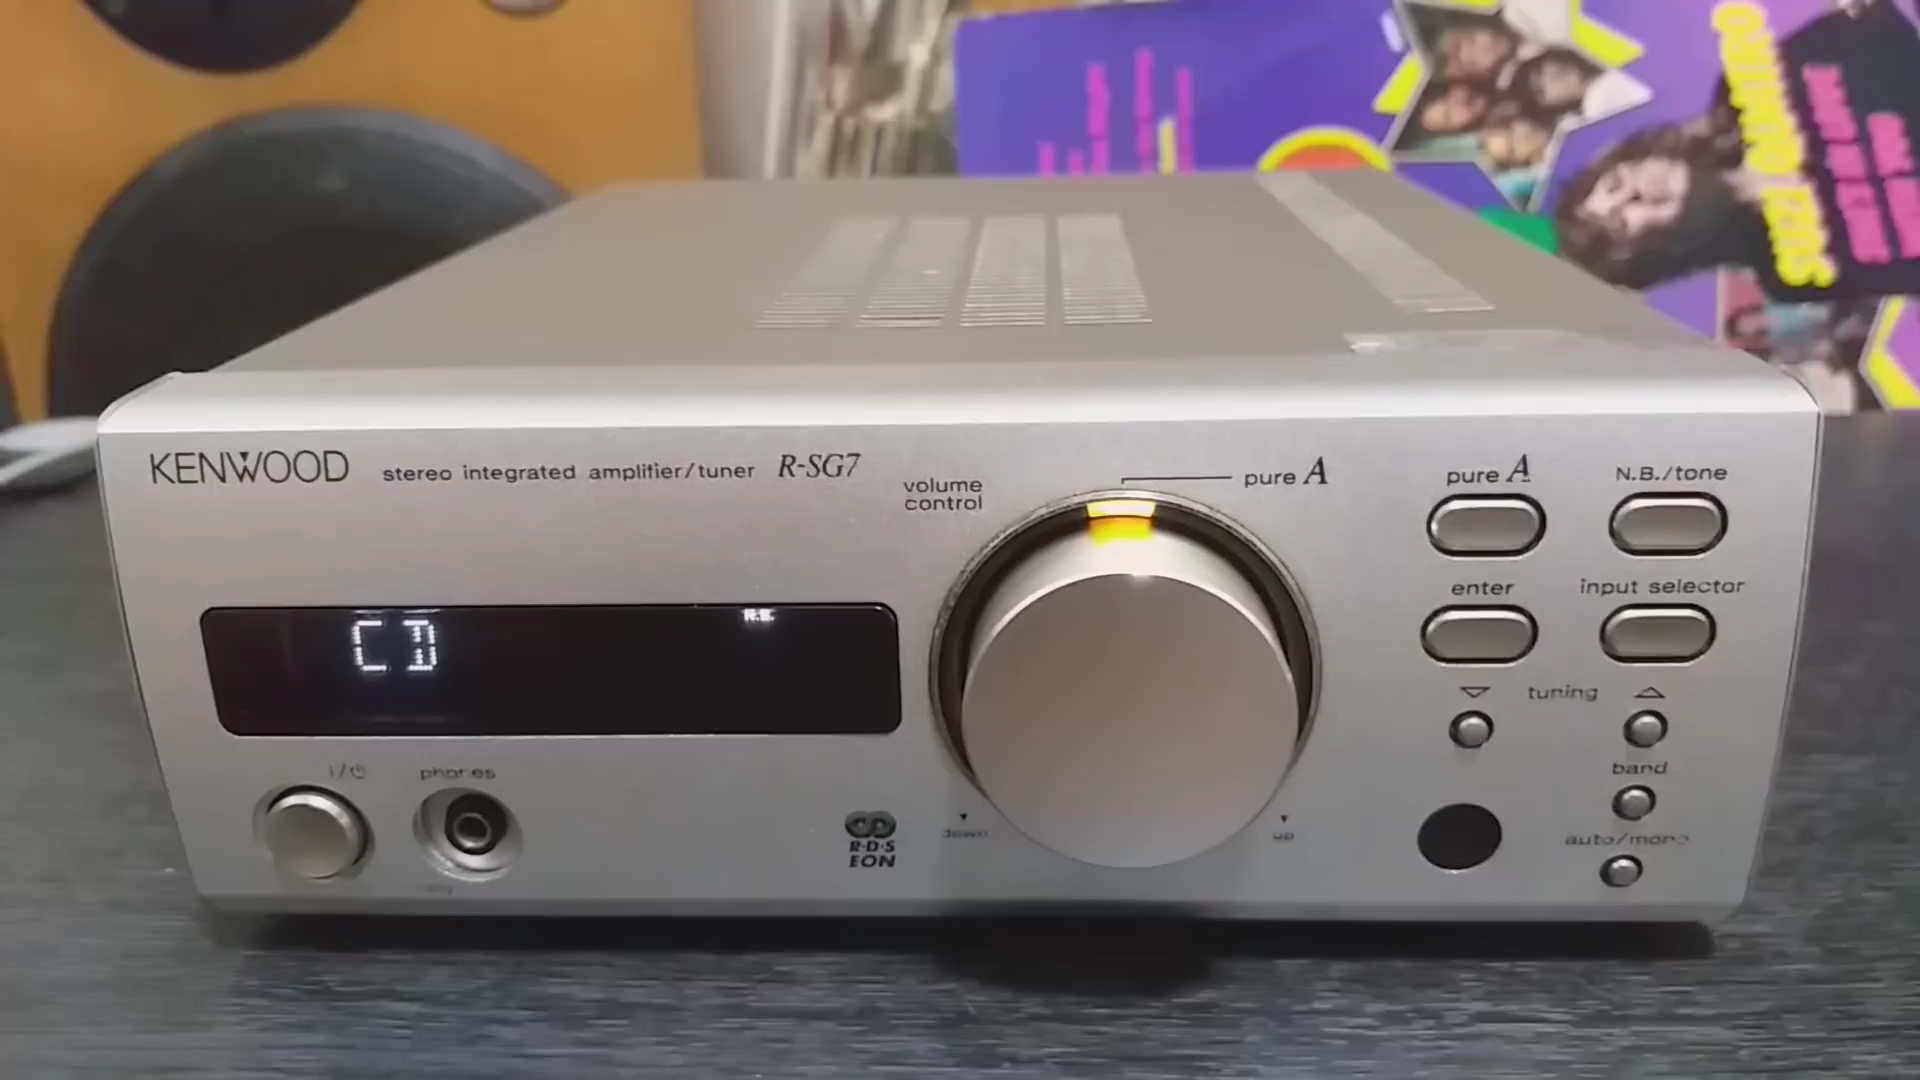 KENWOOD stereo integrated amplifier/tuner R-SG7
volume
control
pure A
pure A
N.B./tone
enter
input selector
CD
N.B.
tuning
band
auto/mono
phones
R·D·S
EON
down
up